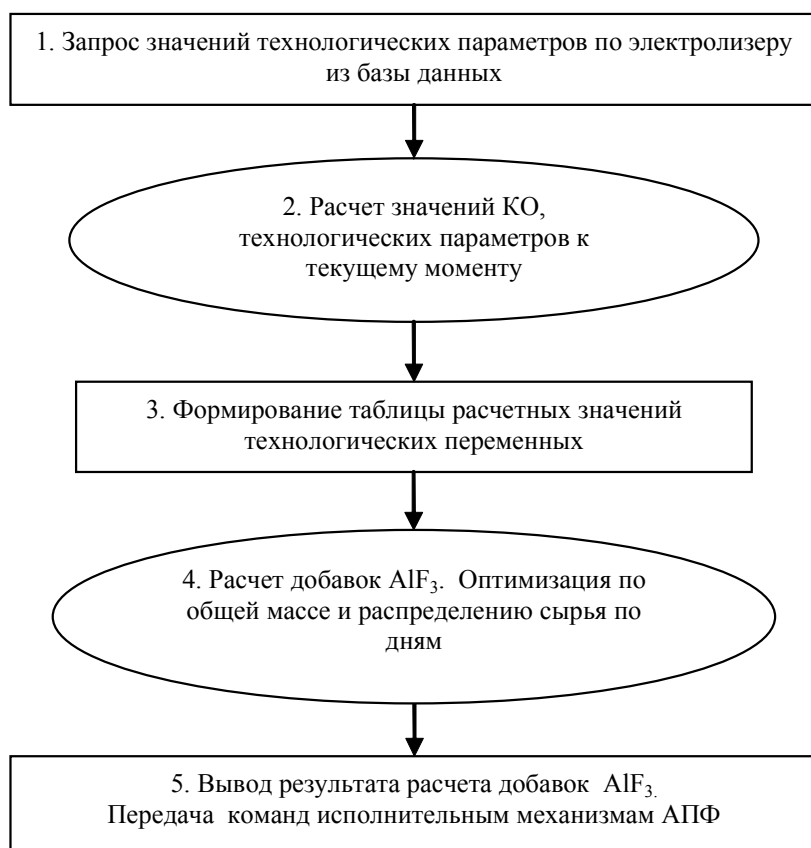 1. Запрос значений технологических параметров по электролизеру
из базы данных
2. Расчет значений КО,
технологических параметров к
текущему моменту
3. Формирование таблицы расчетных значений
технологических переменных
4. Расчет добавок AlF₃. Оптимизация по
общей массе и распределению сырья по
дням
5. Вывод результата расчета добавок AlF₃.
Передача команд исполнительным механизмам АПФ